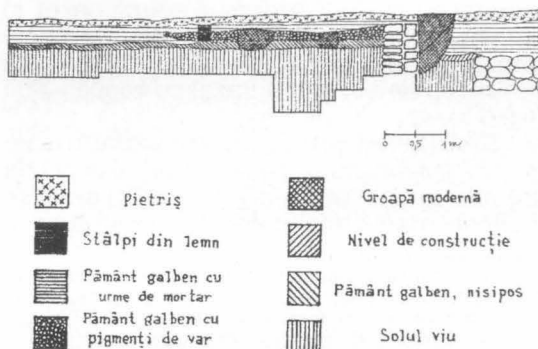 0 0,5 1m
Pietriș
Stâlpi din lemn
Pământ galben cu
urme de mortar
Pământ galben cu
pigmenți de var
Groapă modernă
Nivel de construcție
Pământ galben, nisipos
Solul viu